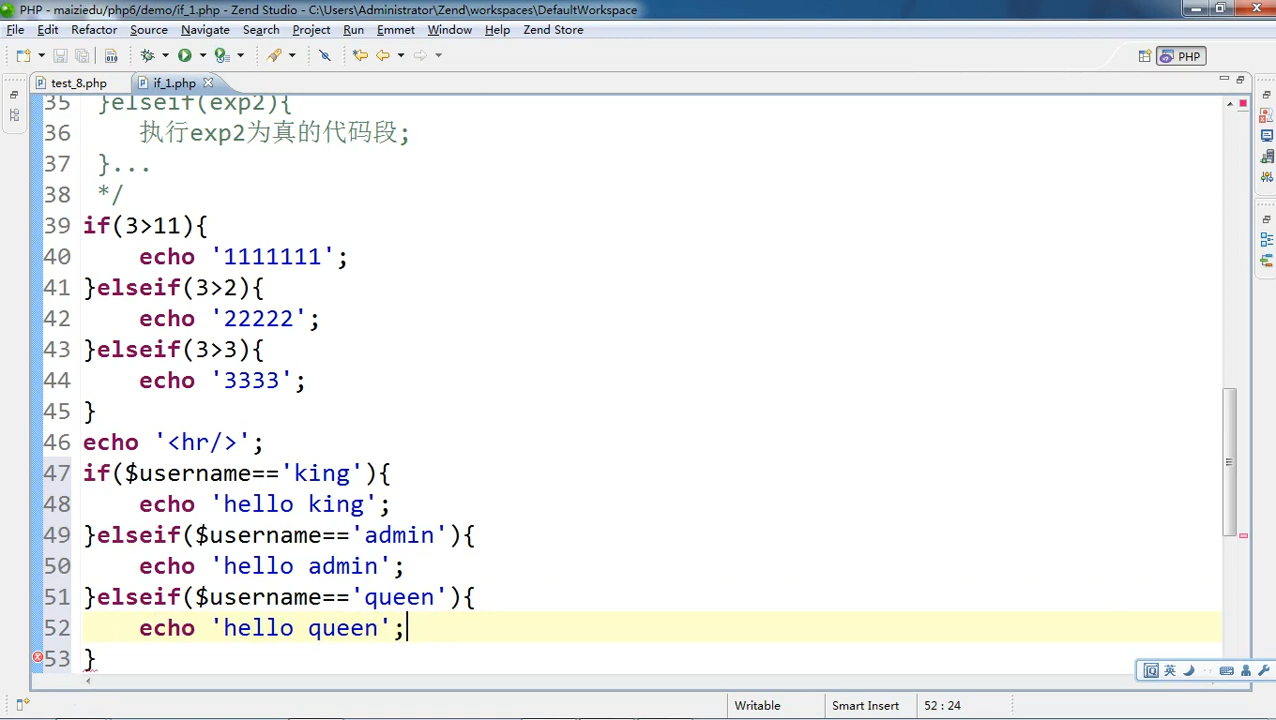 PHP - maiziedu/php6/demo/if_1.php - Zend Studio - C:\Users\Administrator\Zend\workspaces\DefaultWorkspace
File Edit Refactor Source Navigate Search Project Run Emmet Window Help Zend Store
PHP
test_8.php if_1.php
35 }elseif(exp2){
36 执行exp2为真的代码段;
37 }...
38 */
39 if(3>11){
40 echo '1111111';
41 }elseif(3>2){
42 echo '22222';
43 }elseif(3>3){
44 echo '3333';
45 }
46 echo '<hr/>';
47 if($username=='king'){
48 echo 'hello king';
49 }elseif($username=='admin'){
50 echo 'hello admin';
51 }elseif($username=='queen'){
52 echo 'hello queen';
53 }
英
Writable Smart Insert 52 : 24